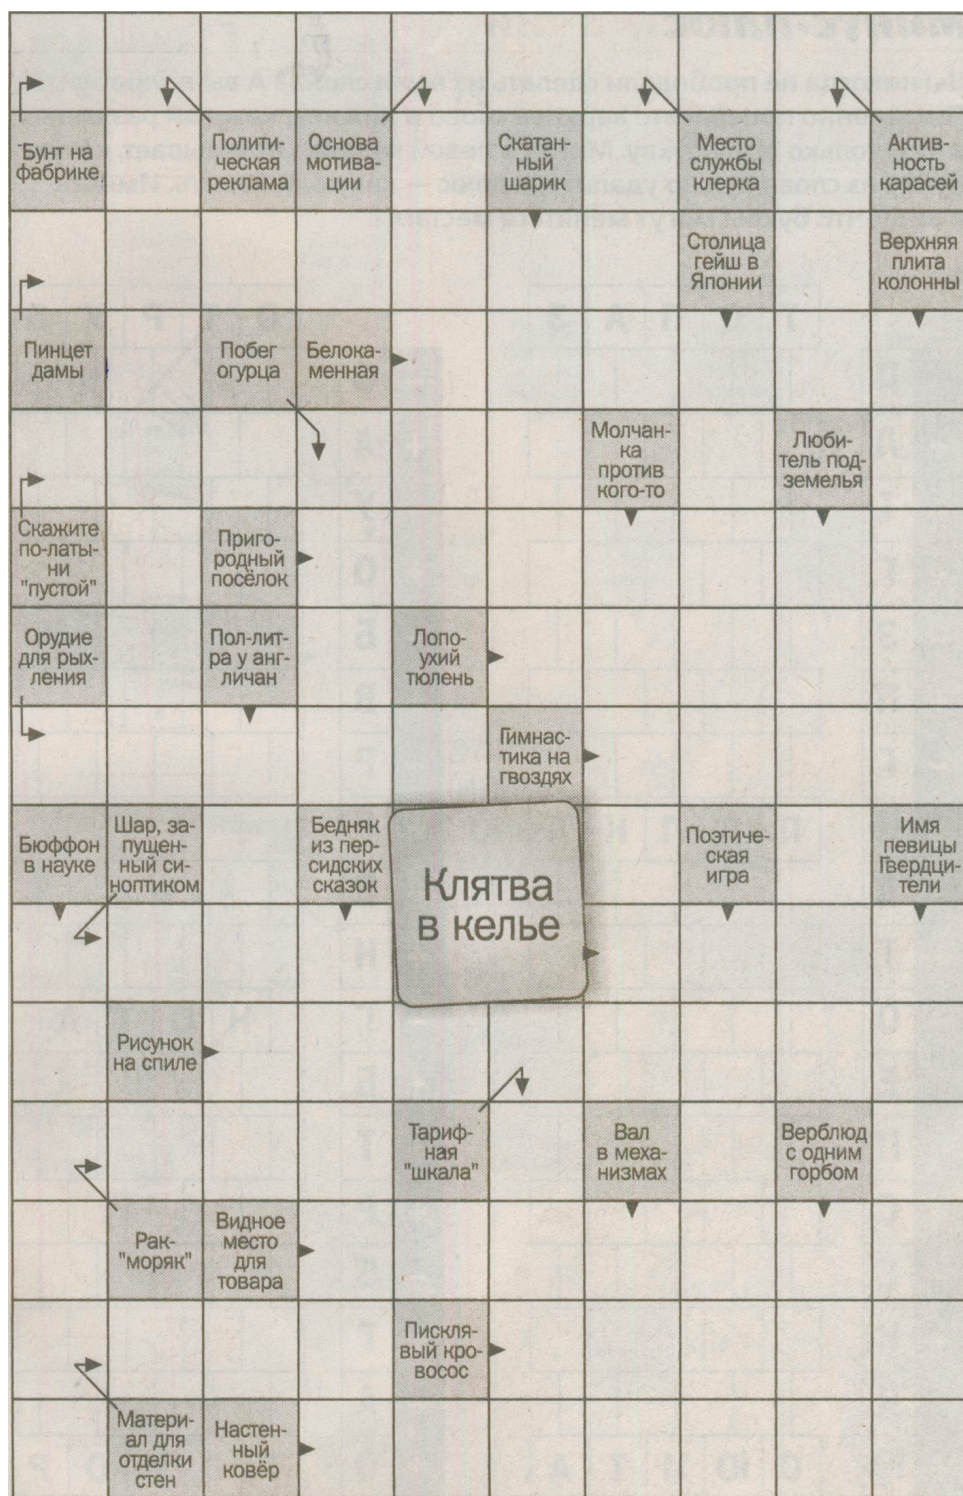 Бунт на
фабрике
Полити-
ческая
реклама
Основа
мотива-
ции
Скатан-
ный
шарик
Место
службы
клерка
Актив-
ность
карасей
Столица
гейш в
Японии
Верхняя
плита
колонны
Пинцет
дамы
Побег
огурца
Белока-
менная
Молчан-
ка
против
кого-то
Люби-
тель под-
земелья
Скажите
по-латы-
ни
"пустой"
Приго-
родный
посёлок
Орудие
для рых-
ления
Пол-лит-
ра у анг-
личан
Лопо-
ухий
тюлень
Гимнас-
тика на
гвоздях
Бюффон
в науке
Шар, за-
пущен-
ный си-
ноптиком
Бедняк
из пер-
сидских
сказок
Клятва
в келье
Поэтиче-
ская
игра
Имя
певицы
Гвердци-
тели
Рисунок
на спиле
Тариф-
ная
"шкала"
Вал
в меха-
низмах
Верблюд
с одним
горбом
Рак-
"моряк"
Видное
место
для
товара
Пискля-
вый кро-
восос
Матери-
ал для
отделки
стен
Настен-
ный
ковёр